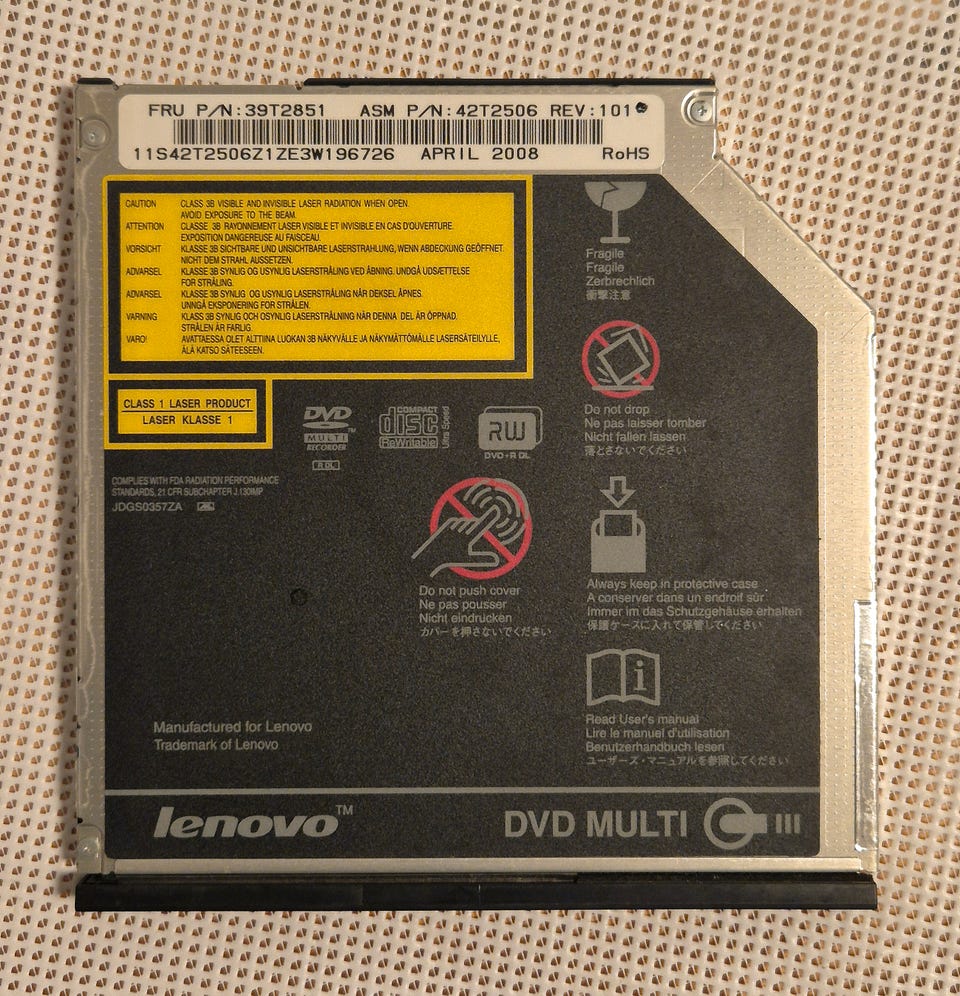 FRU P/N:39T2851 ASM P/N:42T2506 REV:101
11S42T2506Z1ZE3W196726 APRIL 2008 RoHS
CAUTION CLASS 3B VISIBLE AND INVISIBLE LASER RADIATION WHEN OPEN.
AVOID EXPOSURE TO THE BEAM.
ATTENTION CLASSE 3B RAYONNEMENT LASER VISIBLE ET INVISIBLE EN CAS D'OUVERTURE.
EXPOSITION DANGEREUSE AU FAISCEAU.
VORSICHT KLASSE 3B SICHTBARE UND UNSICHTBARE LASERSTRAHLUNG, WENN ABDECKUNG GEÖFFNET.
NICHT DEM STRAHL AUSSETZEN.
ADVARSEL KLASSE 3B SYNLIG OG USYNLIG LASERSTRÅLING VED ÅBNING. UNDGÅ UDSÆTTELSE
FOR STRÅLING.
ADVARSEL KLASSE 3B SYNLIG OG USYNLIG LASERSTRÅLING NÅR DEKSEL ÅPNES.
UNNGÅ EKSPONERING FOR STRÅLEN.
VARNING KLASS 3B SYNLIG OCH OSYNLIG LASERSTRÅLNING NÄR DENNA DEL ÄR ÖPPNAD.
STRÅLEN ÄR FARLIG.
VARO! AVATTAESSA OLET ALTTIINA LUOKAN 3B NÄKYVÄLLE JA NÄKYMÄTTÖMÄLLE LASERSÄTEILYLLE,
ÄLÄ KATSO SÄTEESEEN.
CLASS 1 LASER PRODUCT
LASER KLASSE 1
COMPLIES WITH FDA RADIATION PERFORMANCE
STANDARDS, 21 CFR SUBCHAPTER J.1301MP
JDGS0357ZA
DVD
MULTI
RECORDER
R DL
TM
COMPACT
disc
ReWritable
Ultra Speed
RW
DVD+R DL
Fragile
Fragile
Zerbrechlich
衝撃注意
Do not drop
Ne pas laisser tomber
Nicht fallen lassen
落とさないでください
Do not push cover
Ne pas pousser
Nicht eindrücken
カバーを押さないでください
Always keep in protective case
A conserver dans un endroif sûr
Immer im das Schutzgehäuse erhalten
保護ケースに入れて保管してください
i
Read User's manual
Lire le manuel d'utilisation
Benutzerhandbuch lesen
ユーザーズ・マニュアルを参照してください
Manufactured for Lenovo
Trademark of Lenovo
lenovo TM
DVD MULTI